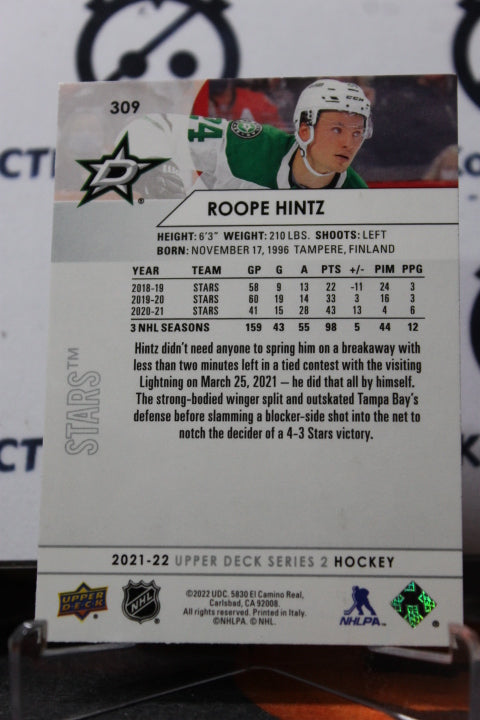 309
24
D
ROOPE HINTZ
HEIGHT: 6'3" WEIGHT: 210 LBS. SHOOTS: LEFT
BORN: NOVEMBER 17, 1996 TAMPERE, FINLAND
YEAR TEAM GP G A PTS +/- PIM PPG
2018-19 STARS 58 9 13 22 -11 24 3
2019-20 STARS 60 19 14 33 3 16 3
2020-21 STARS 41 15 28 43 13 4 6
3 NHL SEASONS 159 43 55 98 5 44 12
Hintz didn't need anyone to spring him on a breakaway with
less than two minutes left in a tied contest with the visiting
Lightning on March 25, 2021 — he did that all by himself.
The strong-bodied winger split and outskated Tampa Bay's
defense before slamming a blocker-side shot into the net to
notch the decider of a 4-3 Stars victory.
STARS™
2021-22 UPPER DECK SERIES 2 HOCKEY
UPPER
DECK
NHL
©2022 UDC. 5830 El Camino Real,
Carlsbad, CA 92008.
All rights reserved. Printed in Italy.
©NHLPA. © NHL.
NHLPA
®